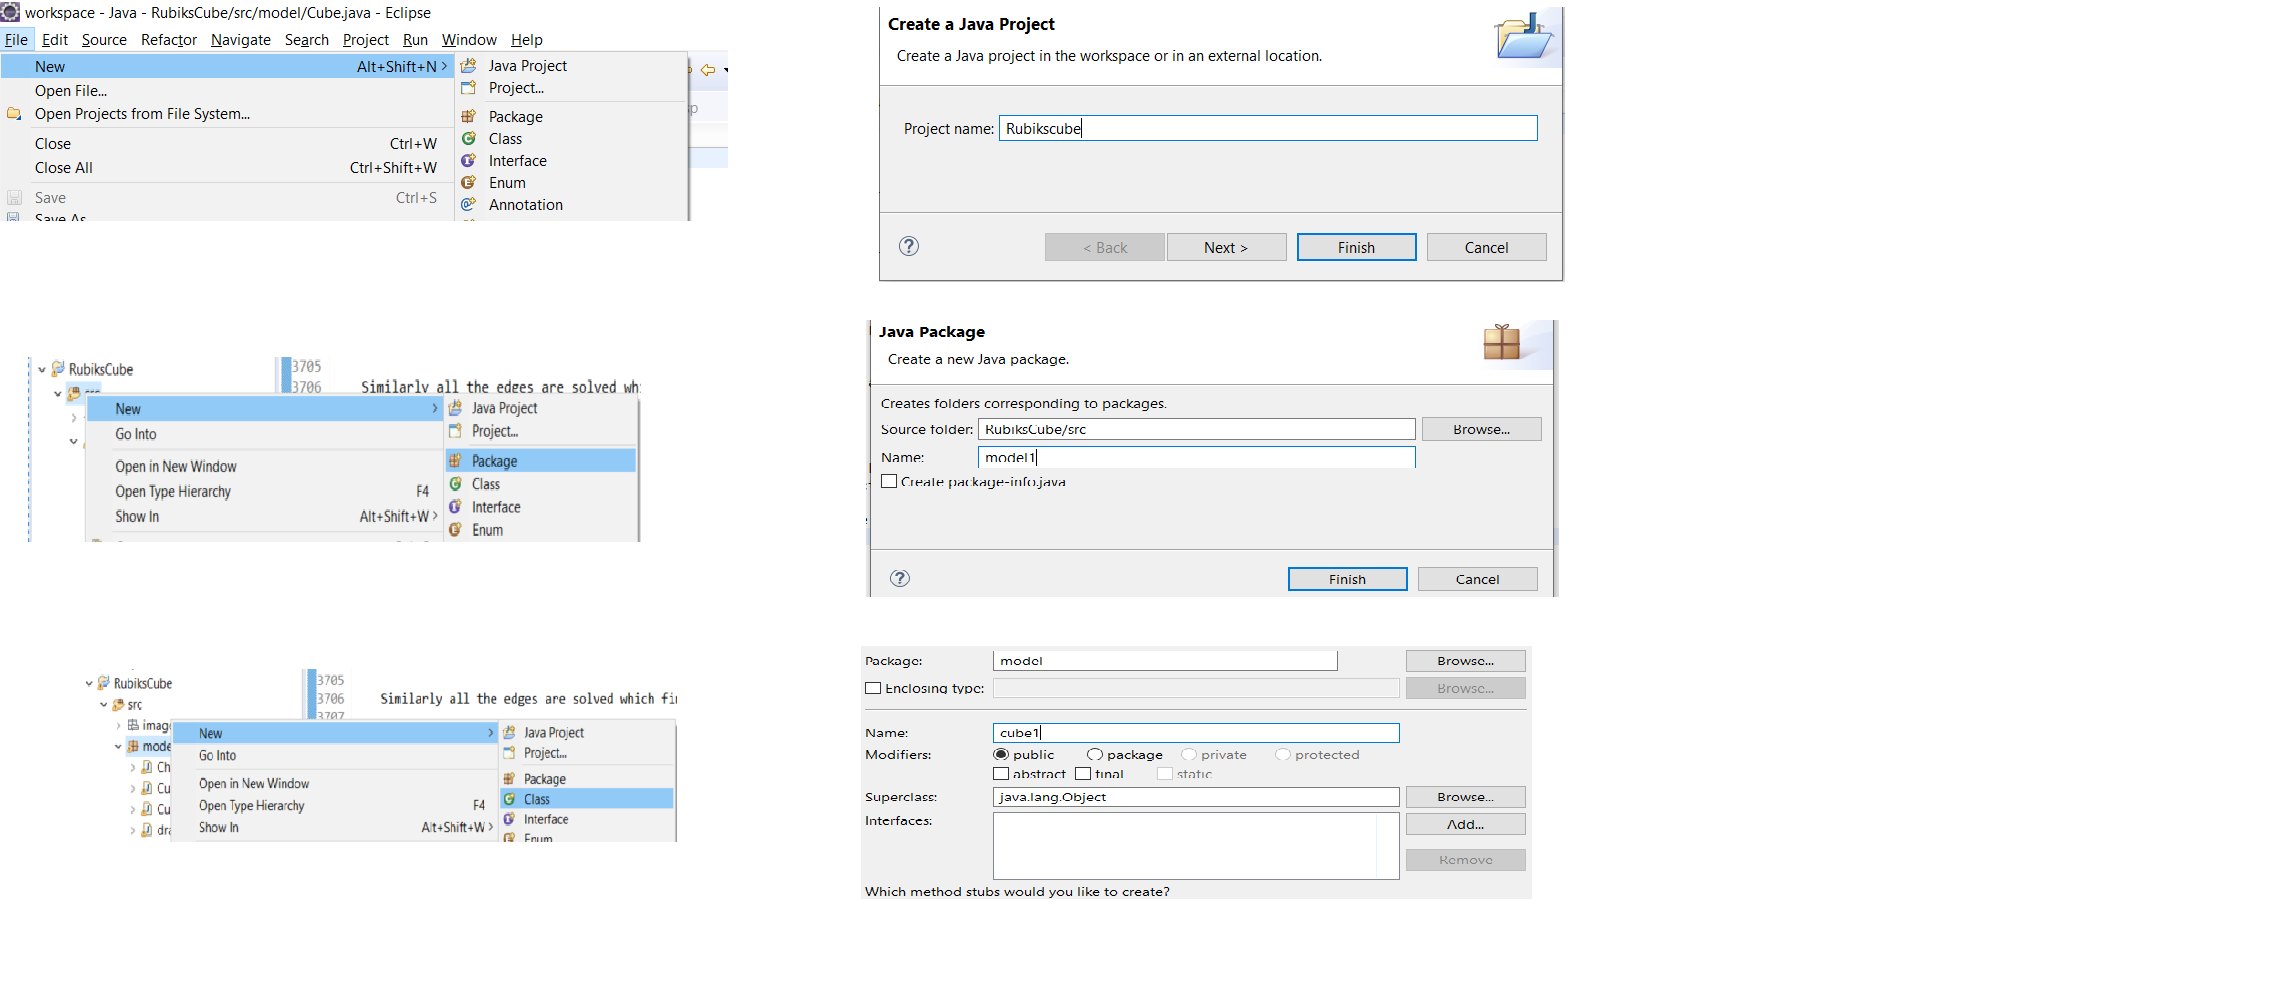 workspace - Java - RubiksCube/src/model/Cube.java - Eclipse
File Edit Source Refactor Navigate Search Project Run Window Help
New Alt+Shift+N >
Open File...
Open Projects from File System...
Close Ctrl+W
Close All Ctrl+Shift+W
Save Ctrl+S
Save As
Java Project
Project...
Package
Class
Interface
Enum
Annotation
Create a Java Project
Create a Java project in the workspace or in an external location.
Project name: Rubikscube
< Back Next > Finish Cancel
RubiksCube
src
3705
3706 Similarly all the edges are solved wh
New >
Go Into
Open in New Window
Open Type Hierarchy F4
Show In Alt+Shift+W >
Java Project
Project...
Package
Class
Interface
Enum
Java Package
Create a new Java package.
Creates folders corresponding to packages.
Source folder: RubiksCube/src Browse...
Name: model1
Create package-info.java
Finish Cancel
RubiksCube
src
imag
mode
Ch
Cu
Cu
dra
3705
3706 Similarly all the edges are solved which fi
3707
New >
Go Into
Open in New Window
Open Type Hierarchy F4
Show In Alt+Shift+W >
Java Project
Project...
Package
Class
Interface
Enum
Package: model Browse...
Enclosing type: Browse...
Name: cube1
Modifiers: public package private protected
abstract final static
Superclass: java.lang.Object Browse...
Interfaces: Add...
Remove
Which method stubs would you like to create?